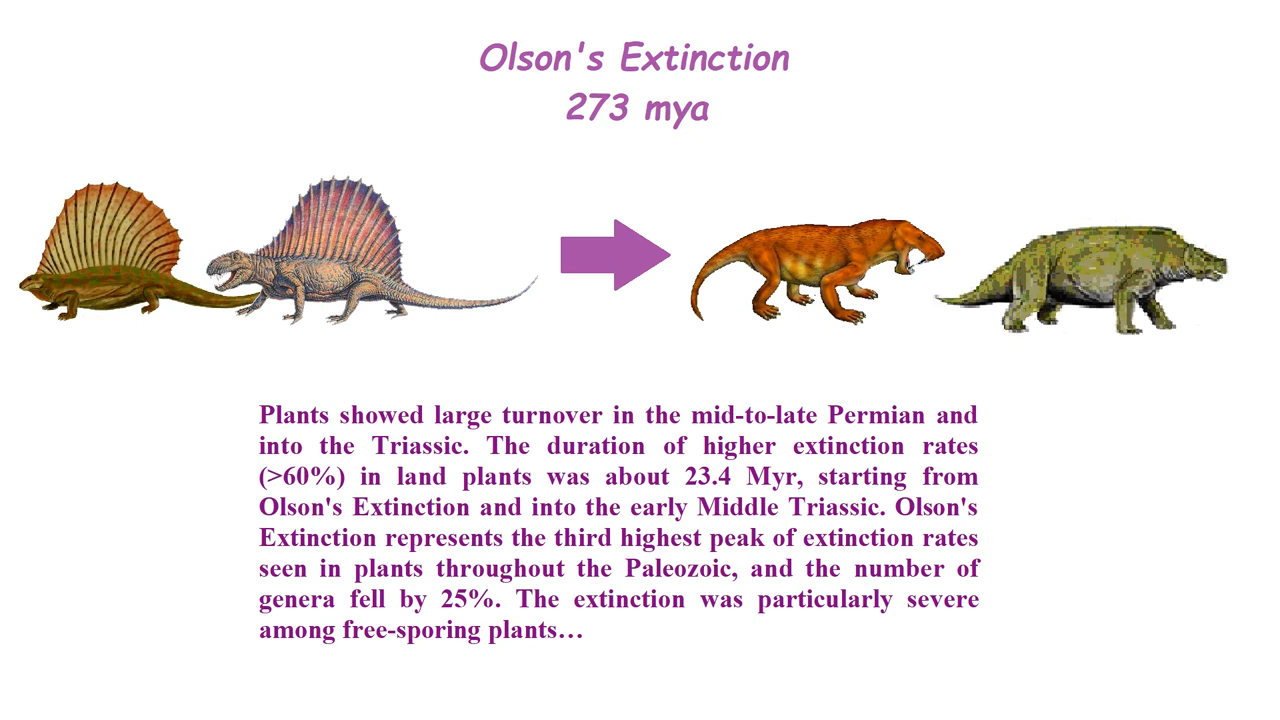 Olson's Extinction
273 mya
Plants showed large turnover in the mid-to-late Permian and
into the Triassic. The duration of higher extinction rates
(>60%) in land plants was about 23.4 Myr, starting from
Olson's Extinction and into the early Middle Triassic. Olson's
Extinction represents the third highest peak of extinction rates
seen in plants throughout the Paleozoic, and the number of
genera fell by 25%. The extinction was particularly severe
among free-sporing plants…